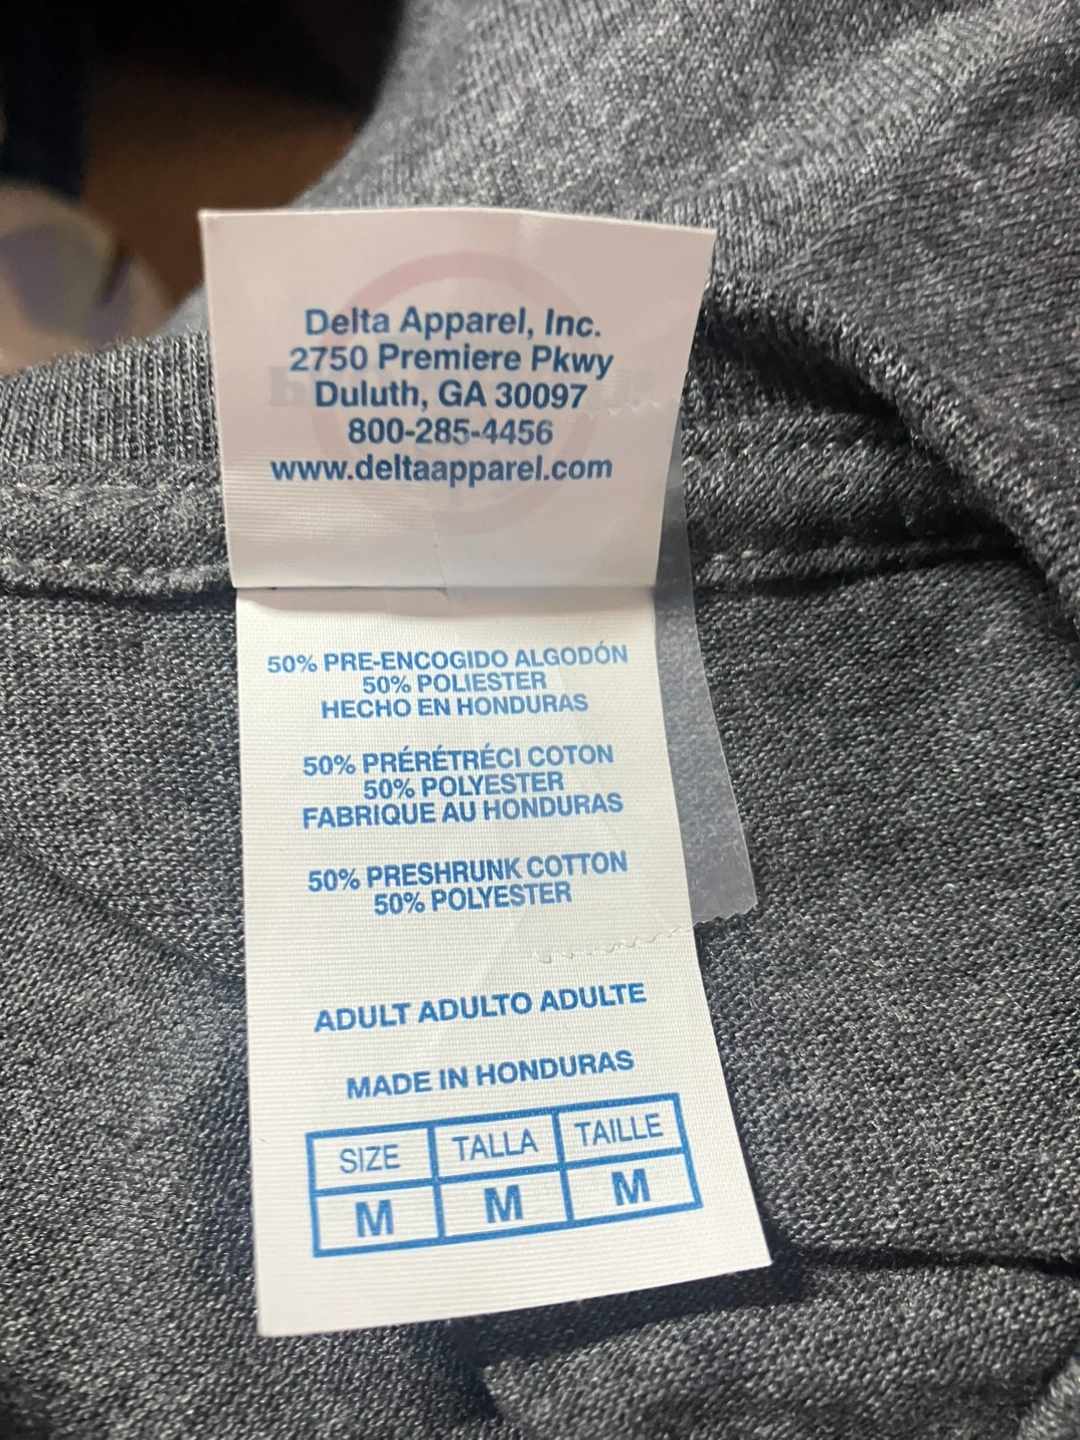 Delta Apparel, Inc.
2750 Premiere Pkwy
Duluth, GA 30097
800-285-4456
www.deltaapparel.com
50% PRE-ENCOGIDO ALGODÓN
50% POLIESTER
HECHO EN HONDURAS
50% PRÉRÉTRÉCI COTON
50% POLYESTER
FABRIQUE AU HONDURAS
50% PRESHRUNK COTTON
50% POLYESTER
ADULT ADULTO ADULTE
MADE IN HONDURAS
SIZE TALLA TAILLE
M M M